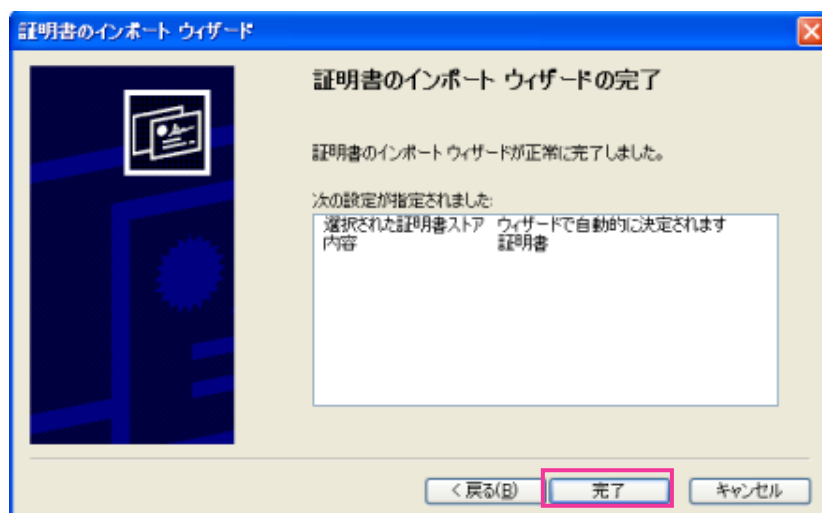 証明書のインポート ウィザード
証明書のインポート ウィザードの完了
証明書のインポート ウィザードが正常に完了しました。
次の設定が指定されました:
選択された証明書ストア ウィザードで自動的に決定されます
内容 証明書
< 戻る(B) 完了 キャンセル